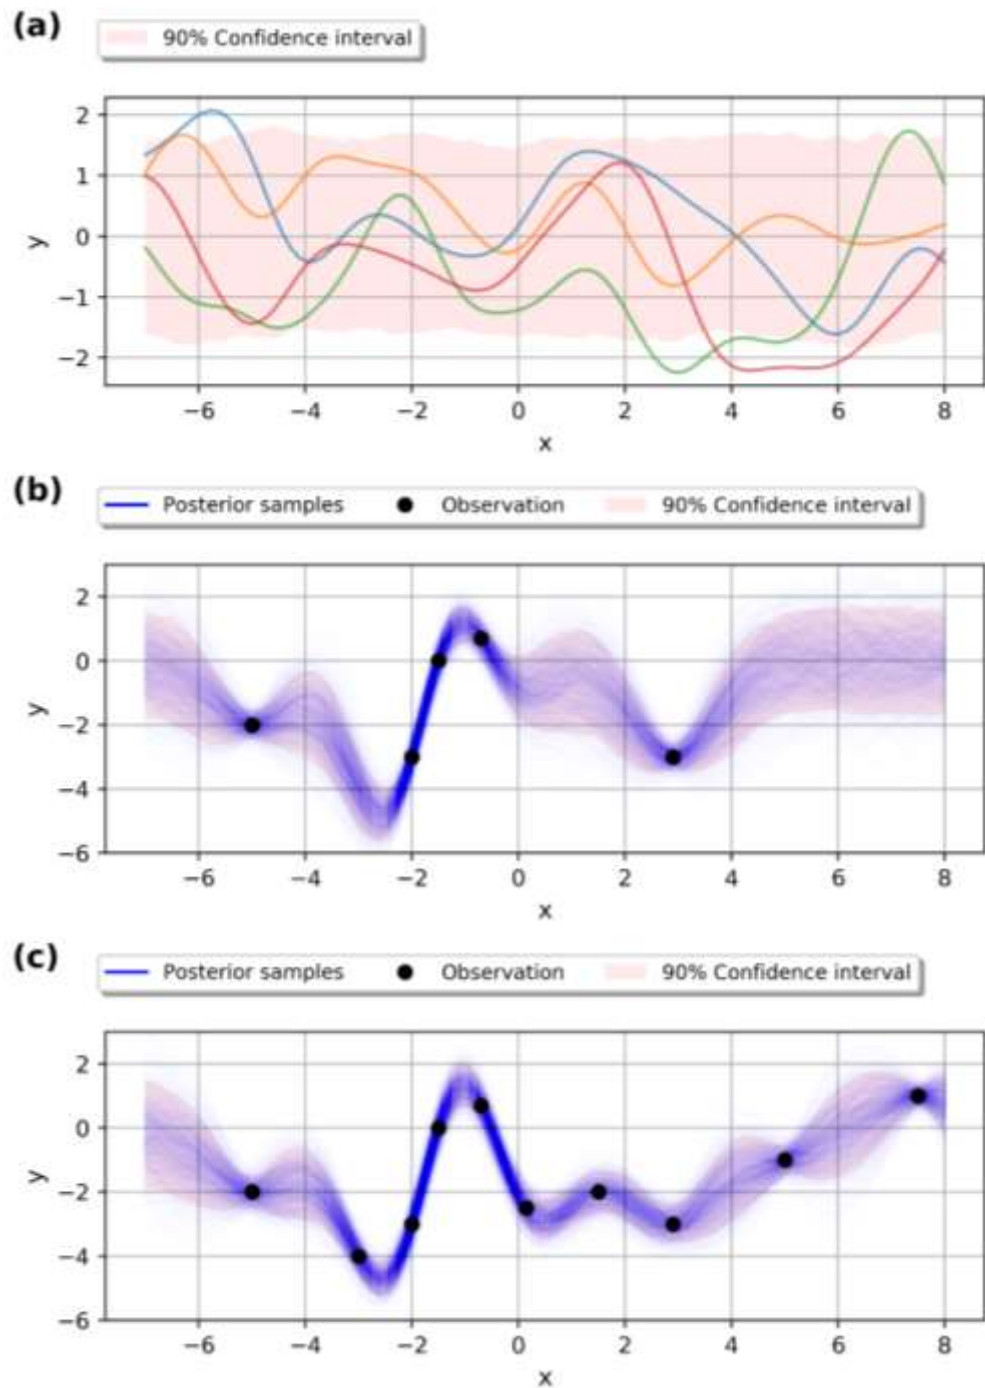 (a)
90% Confidence interval
2
1
0
−1
−2
y
−6 −4 −2 0 2 4 6 8
x
(b)
Posterior samples Observation 90% Confidence interval
2
0
−2
−4
−6
y
−6 −4 −2 0 2 4 6 8
x
(c)
Posterior samples Observation 90% Confidence interval
2
0
−2
−4
−6
y
−6 −4 −2 0 2 4 6 8
x